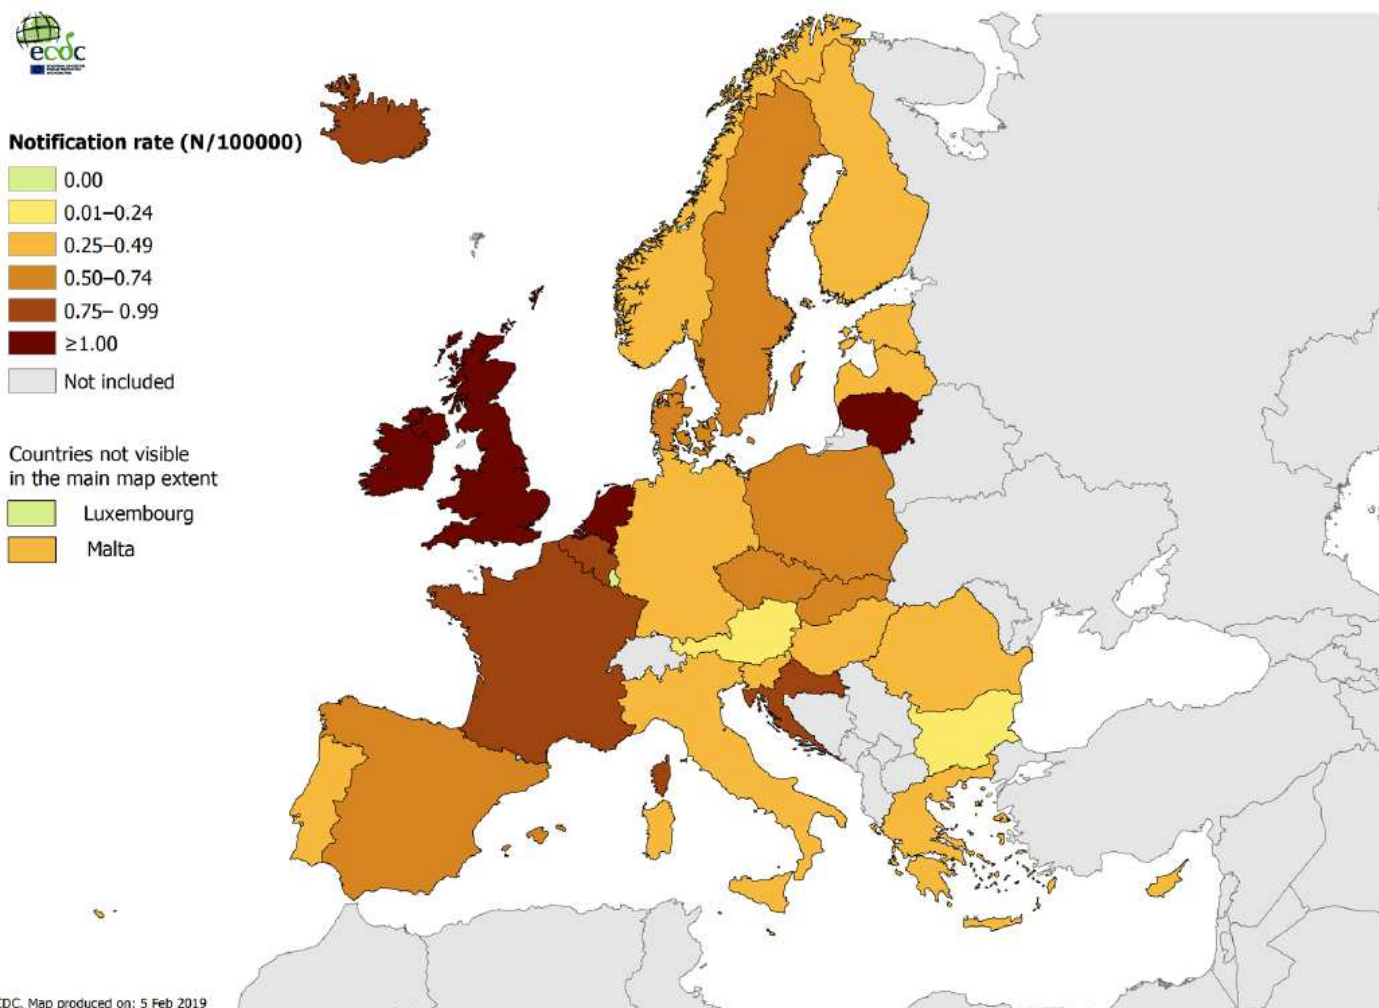 ecdc
Notification rate (N/100000)
0.00
0.01–0.24
0.25–0.49
0.50–0.74
0.75– 0.99
≥1.00
Not included
Countries not visible
in the main map extent
Luxembourg
Malta
CDC. Map produced on: 5 Feb 2019